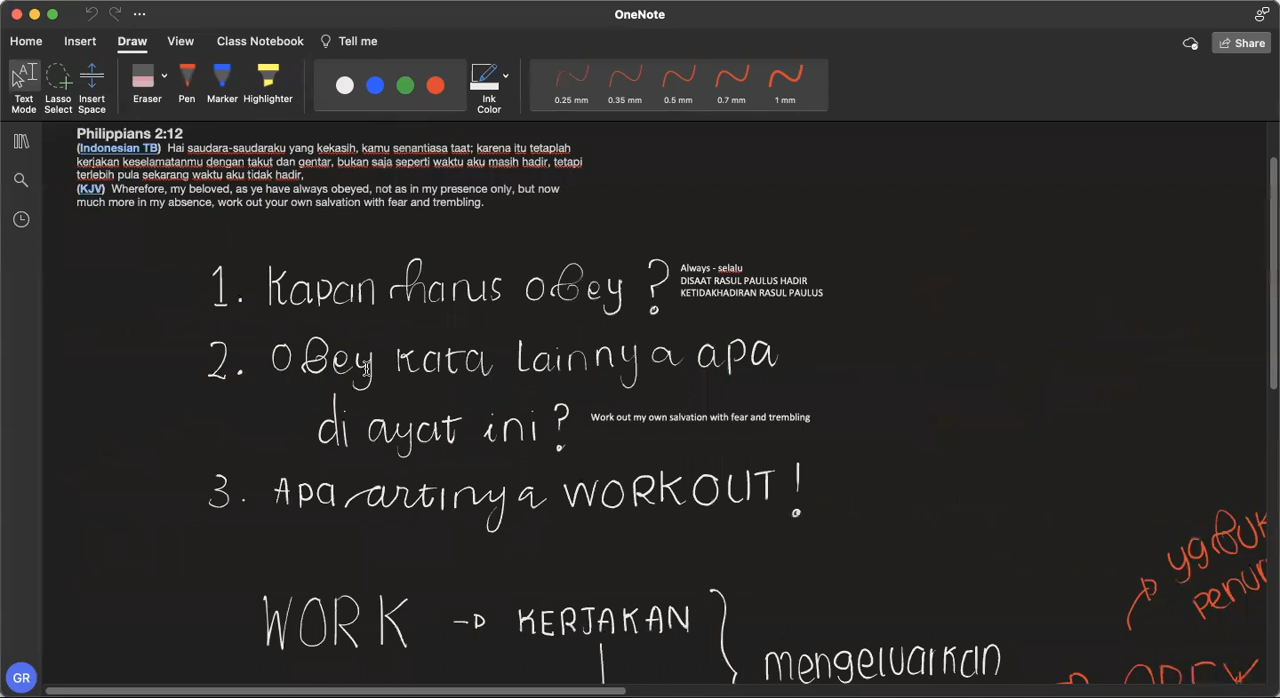 OneNote
Home Insert Draw View Class Notebook Tell me
Share
Text Mode
Lasso Select
Insert Space
Eraser
Pen
Marker
Highlighter
Ink Color
0.25 mm
0.35 mm
0.5 mm
0.7 mm
1 mm
Philippians 2:12
(Indonesian TB) Hai saudara-saudaraku yang kekasih, kamu senantiasa taat; karena itu tetaplah
kerjakan keselamatanmu dengan takut dan gentar, bukan saja seperti waktu aku masih hadir, tetapi
terlebih pula sekarang waktu aku tidak hadir,
(KJV) Wherefore, my beloved, as ye have always obeyed, not as in my presence only, but now
much more in my absence, work out your own salvation with fear and trembling.
1. Kapan harus obey ?
Always - selalu
DISAAT RASUL PAULUS HADIR
KETIDAKHADIRAN RASUL PAULUS
2. Obey kata lainnya apa
di ayat ini ?
Work out my own salvation with fear and trembling
3. Apa artinya WORKOUT !
WORK → KERJAKAN
mengeluarkan
OBEY
GR